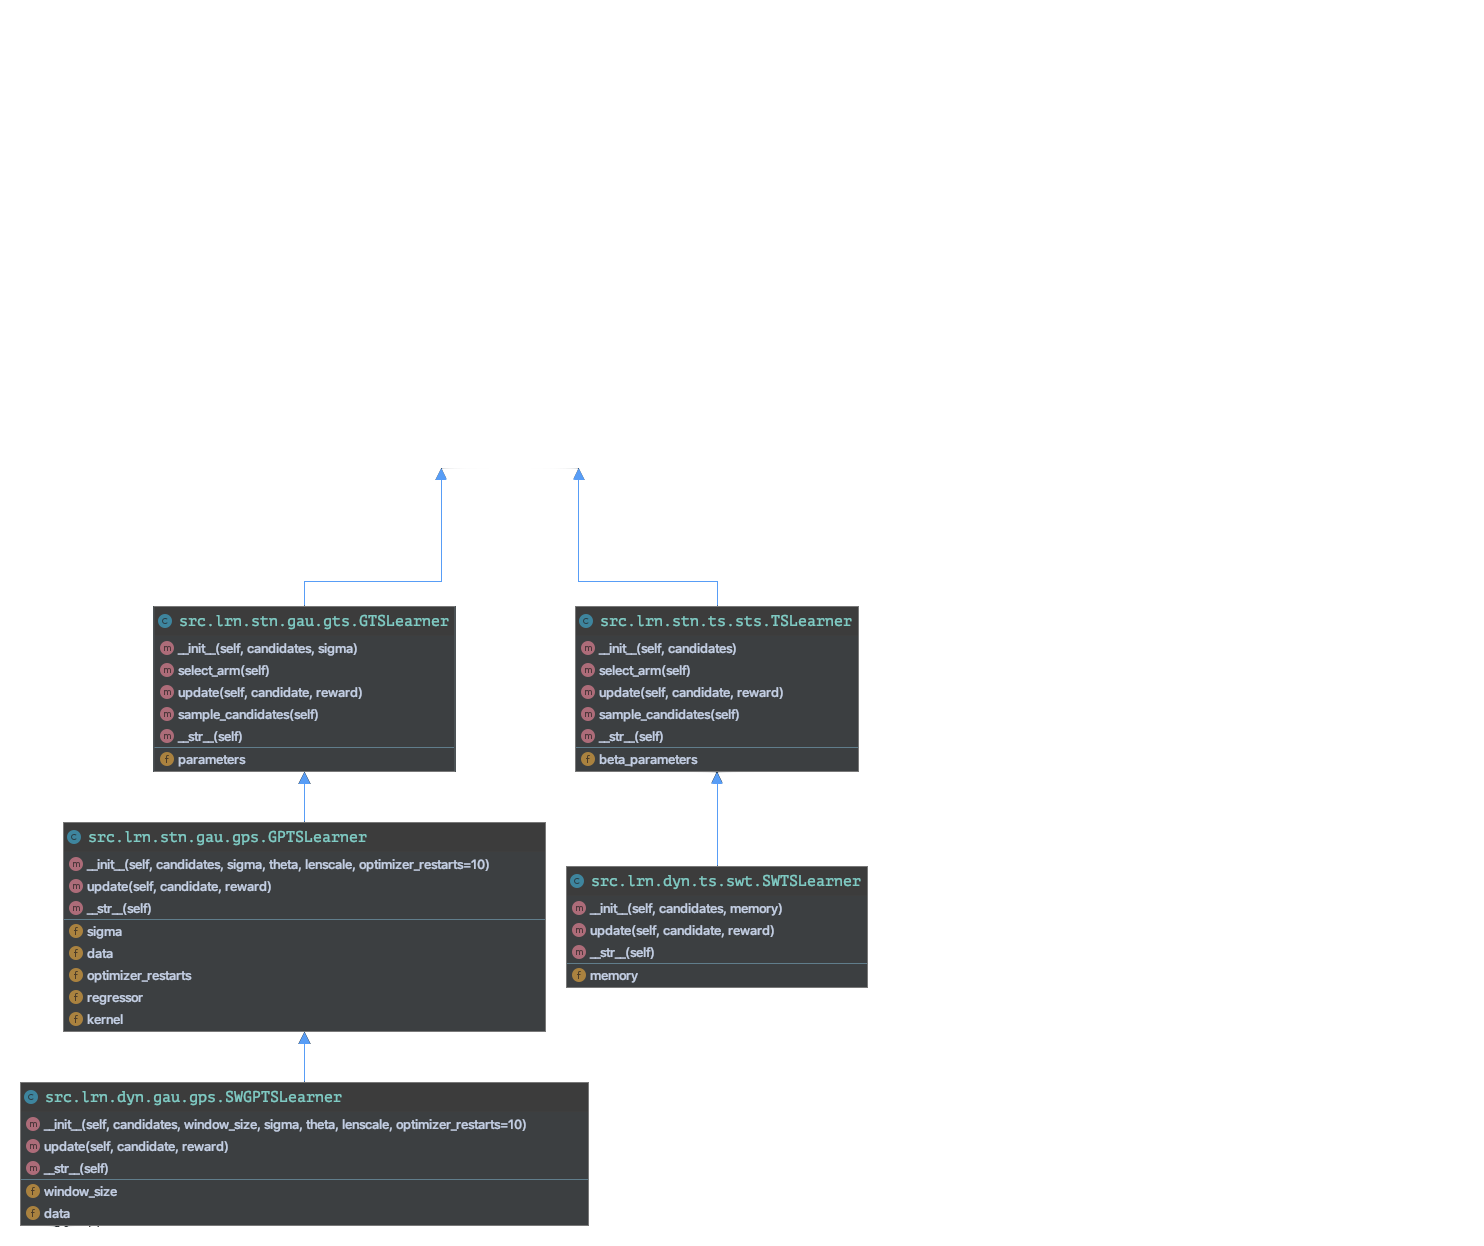 src.lrn.stn.gau.gts.GTSLearner
__init__(self, candidates, sigma)
select_arm(self)
update(self, candidate, reward)
sample_candidates(self)
__str__(self)
parameters
src.lrn.stn.ts.sts.TSLearner
__init__(self, candidates)
select_arm(self)
update(self, candidate, reward)
sample_candidates(self)
__str__(self)
beta_parameters
src.lrn.stn.gau.gps.GPTSLearner
__init__(self, candidates, sigma, theta, lenscale, optimizer_restarts=10)
update(self, candidate, reward)
__str__(self)
sigma
data
optimizer_restarts
regressor
kernel
src.lrn.dyn.ts.swt.SWTSLearner
__init__(self, candidates, memory)
update(self, candidate, reward)
__str__(self)
memory
src.lrn.dyn.gau.gps.SWGPTSLearner
__init__(self, candidates, window_size, sigma, theta, lenscale, optimizer_restarts=10)
update(self, candidate, reward)
__str__(self)
window_size
data